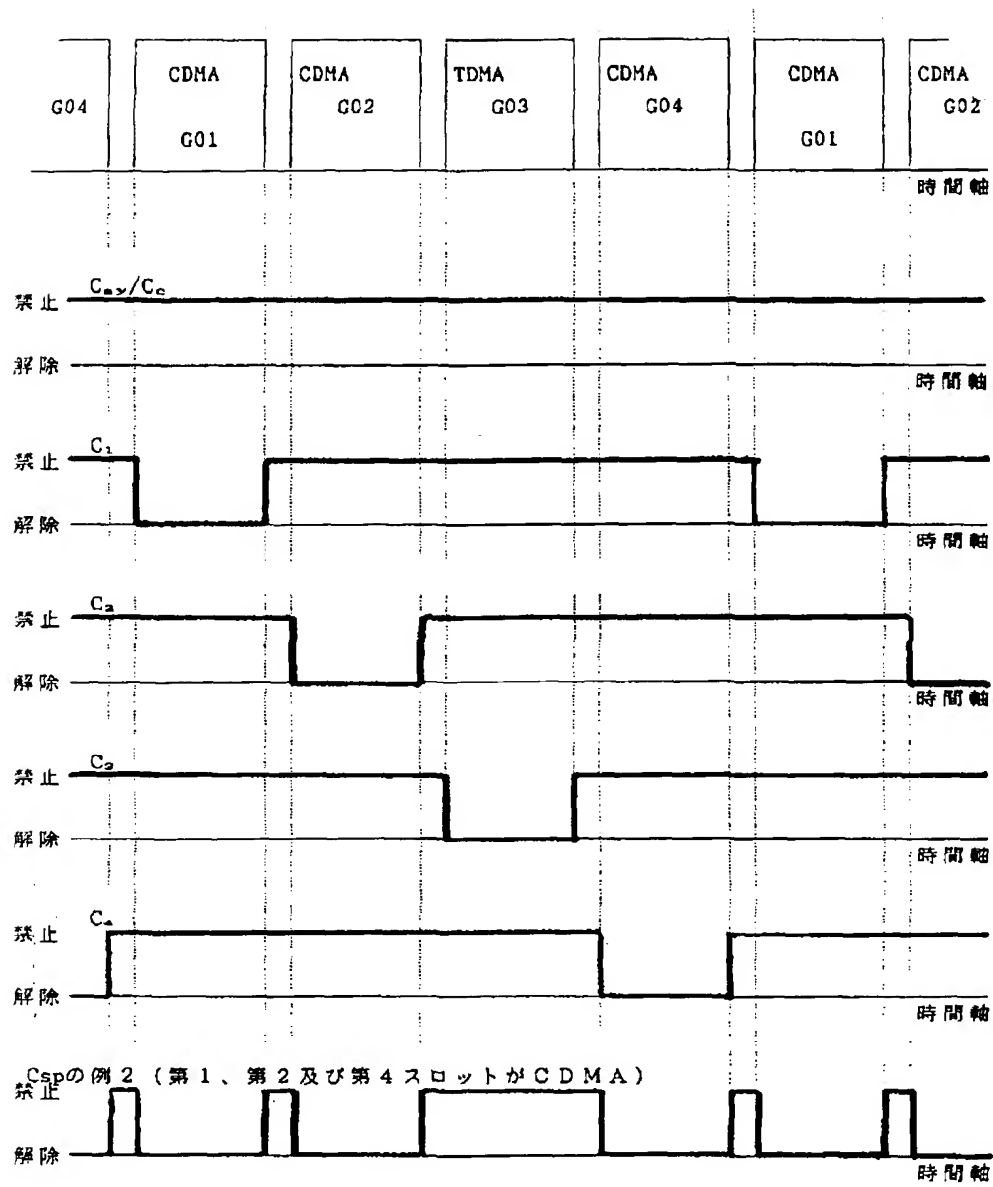 CDMA CDMA TDMA CDMA CDMA CDMA
G04 G02 G03 G04 G02
G01 G01
時間軸
禁止 Csy/Cc
解除
時間軸
禁止 C1
解除
時間軸
禁止 C2
解除
時間軸
禁止 C3
解除
時間軸
禁止 C4
解除
時間軸
Cspの例2(第1、第2及び第4スロットがCDMA)
禁止
解除
時間軸